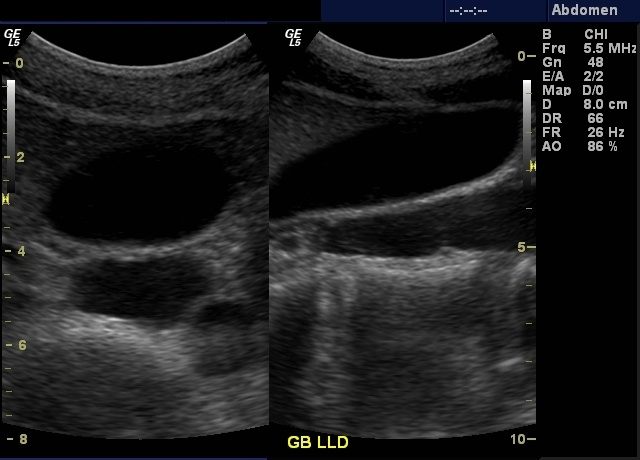 --:--:-- Abdomen
GE
L5
GE
L5
B CHI
Frq 5.5 MHz
Gn 48
E/A 2/2
Map D/0
D 8.0 cm
DR 66
FR 26 Hz
AO 86 %
0
2
4
6
8
0
5
10
GB LLD